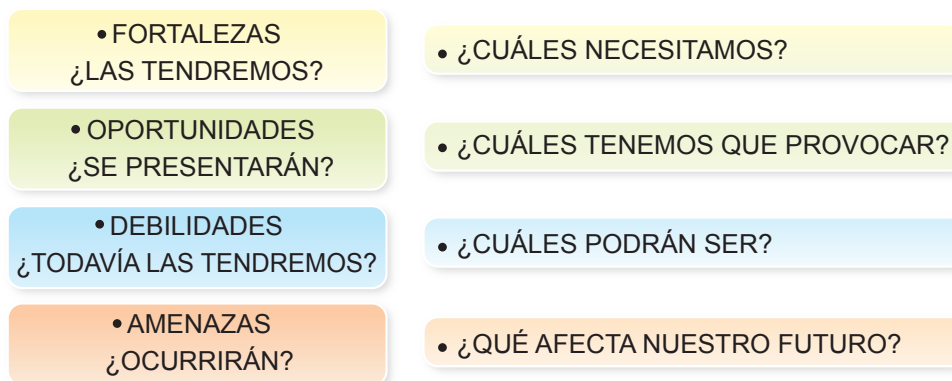 • FORTALEZAS
¿LAS TENDREMOS?
• ¿CUÁLES NECESITAMOS?
• OPORTUNIDADES
¿SE PRESENTARÁN?
• ¿CUÁLES TENEMOS QUE PROVOCAR?
• DEBILIDADES
¿TODAVÍA LAS TENDREMOS?
• ¿CUÁLES PODRÁN SER?
• AMENAZAS
¿OCURRIRÁN?
• ¿QUÉ AFECTA NUESTRO FUTURO?